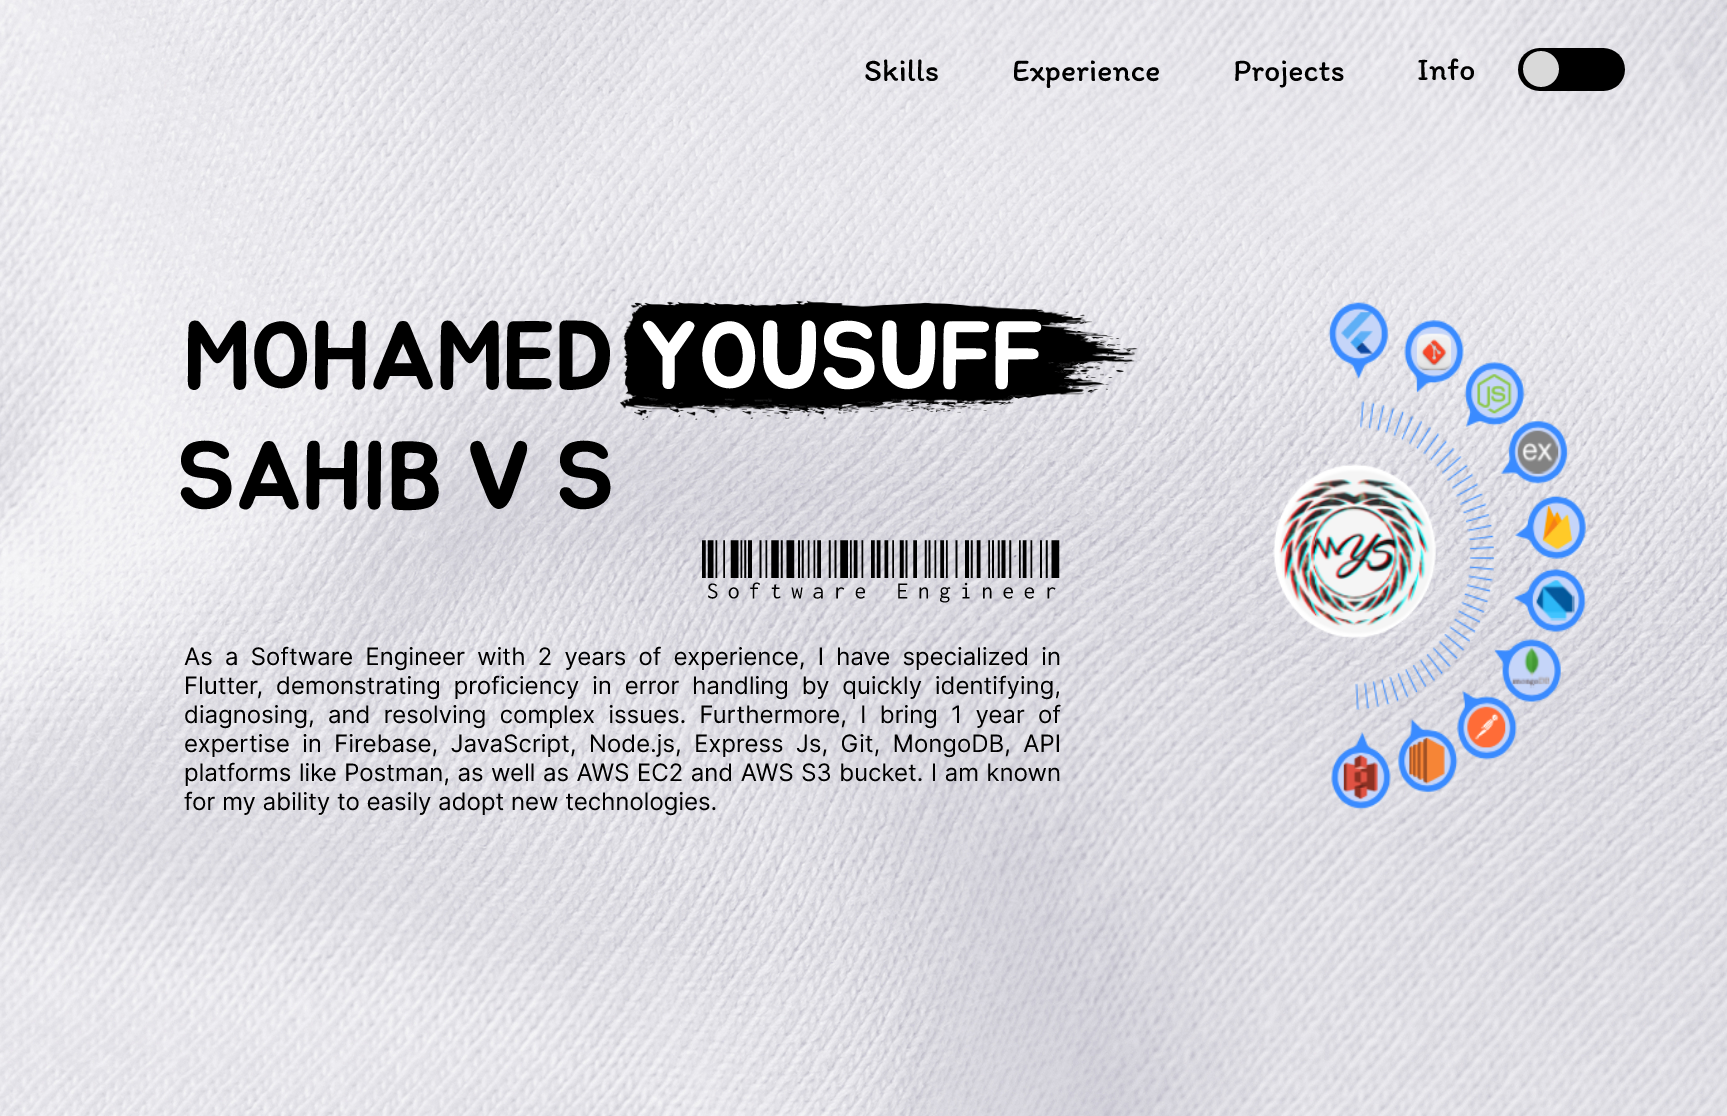 Skills Experience Projects Info
MOHAMED YOUSUFF
SAHIB V S
Software Engineer
As a Software Engineer with 2 years of experience, I have specialized in
Flutter, demonstrating proficiency in error handling by quickly identifying,
diagnosing, and resolving complex issues. Furthermore, I bring 1 year of
expertise in Firebase, JavaScript, Node.js, Express Js, Git, MongoDB, API
platforms like Postman, as well as AWS EC2 and AWS S3 bucket. I am known
for my ability to easily adopt new technologies.
JS
ex
MYS
mongoDB